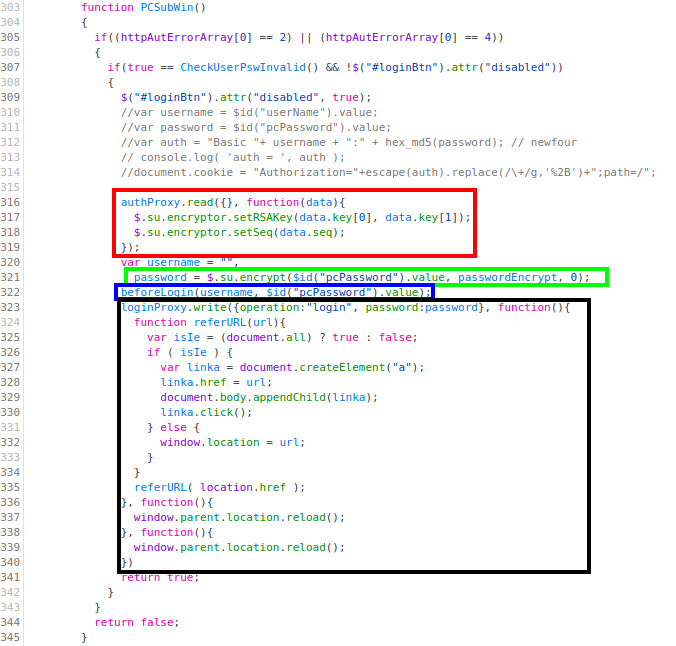 303 function PCSubWin()
304 {
305 if((httpAutErrorArray[0] == 2) || (httpAutErrorArray[0] == 4))
306 {
307 if(true == CheckUserPswInvalid() && !$("#loginBtn").attr("disabled"))
308 {
309 $("#loginBtn").attr("disabled", true);
310 //var username = $id("userName").value;
311 //var password = $id("pcPassword").value;
312 //var auth = "Basic "+ username + ":" + hex_md5(password); // newfour
313 // console.log( 'auth = ', auth );
314 //document.cookie = "Authorization="+escape(auth).replace(/\+/g,'%2B')+";path=/";
315
316 authProxy.read({}, function(data){
317 $.su.encryptor.setRSAKey(data.key[0], data.key[1]);
318 $.su.encryptor.setSeq(data.seq);
319 });
320 var username = "",
321 password = $.su.encrypt($id("pcPassword").value, passwordEncrypt, 0);
322 beforeLogin(username, $id("pcPassword").value);
323 loginProxy.write({operation:"login", password:password}, function(){
324 function referURL(url){
325 var isIe = (document.all) ? true : false;
326 if ( isIe ) {
327 var linka = document.createElement("a");
328 linka.href = url;
329 document.body.appendChild(linka);
330 linka.click();
331 } else {
332 window.location = url;
333 }
334 }
335 referURL( location.href );
336 }, function(){
337 window.parent.location.reload();
338 }, function(){
339 window.parent.location.reload();
340 })
341 return true;
342 }
343 }
344 return false;
345 }